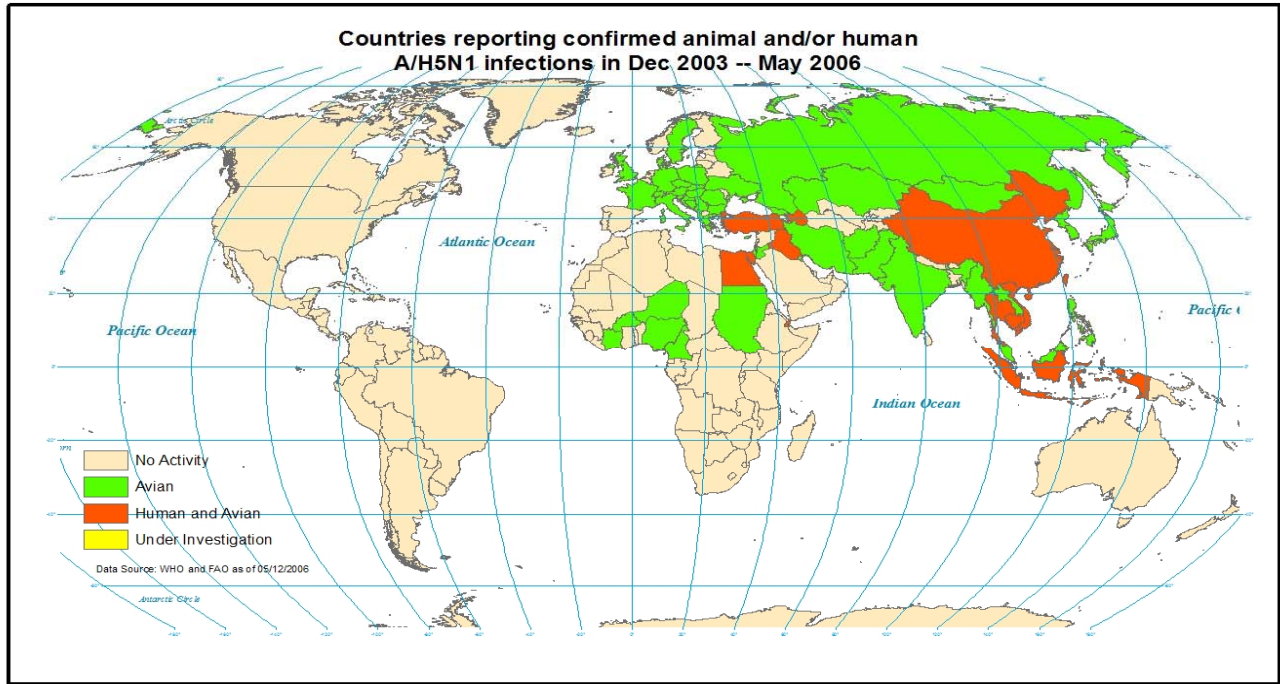 Countries reporting confirmed animal and/or human
A/H5N1 infections in Dec 2003 -- May 2006
Arctic Circle
Atlantic Ocean
Pacific Ocean
Pacific
Indian Ocean
No Activity
Avian
Human and Avian
Under Investigation
Data Source: WHO and FAO as of 05/12/2006
Antarctic Circle